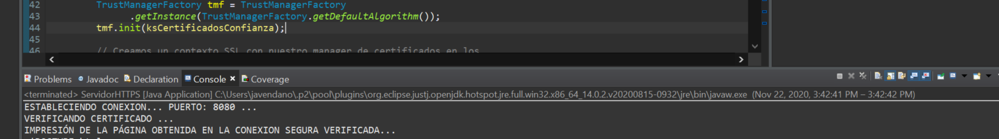 42 TrustManagerFactory tmf = TrustManagerFactory
43 .getInstance(TrustManagerFactory.getDefaultAlgorithm());
44 tmf.init(ksCertificadosConfianza);
45
46 // Creamos un contexto SSL con nuestro manager de certificados en los
Problems Javadoc Declaration Console Coverage
<terminated> ServidorHTTPS [Java Application] C:\Users\javendano\.p2\pool\plugins\org.eclipse.justj.openjdk.hotspot.jre.full.win32.x86_64_14.0.2.v20200815-0932\jre\bin\javaw.exe (Nov 22, 2020, 3:42:41 PM – 3:42:42 PM)
ESTABLECIENDO CONEXION... PUERTO: 8080 ...
VERIFICANDO CERTIFICADO ...
IMPRESIÓN DE LA PÁGINA OBTENIDA EN LA CONEXION SEGURA VERIFICADA...